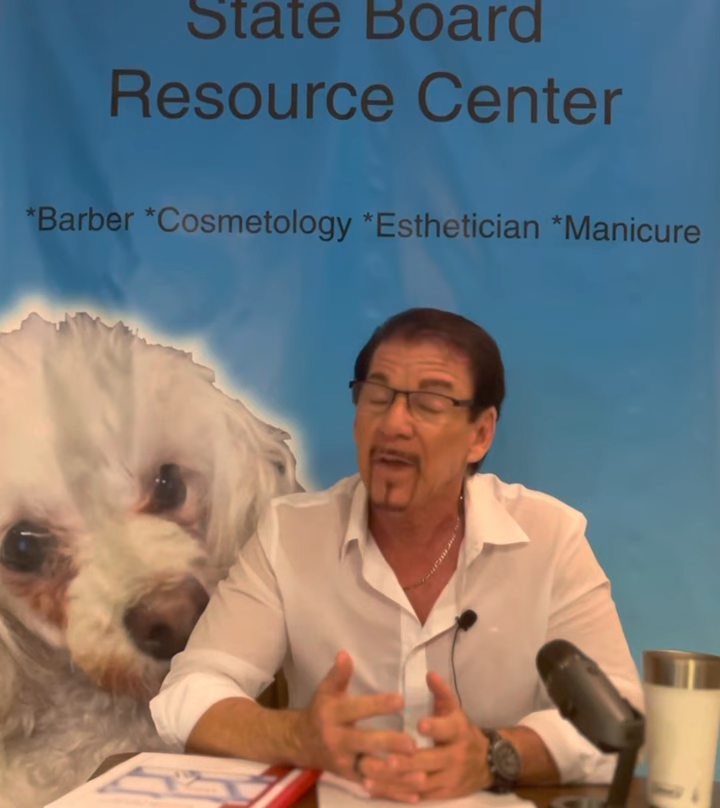 State Board
Resource Center
*Barber *Cosmetology *Esthetician *Manicure